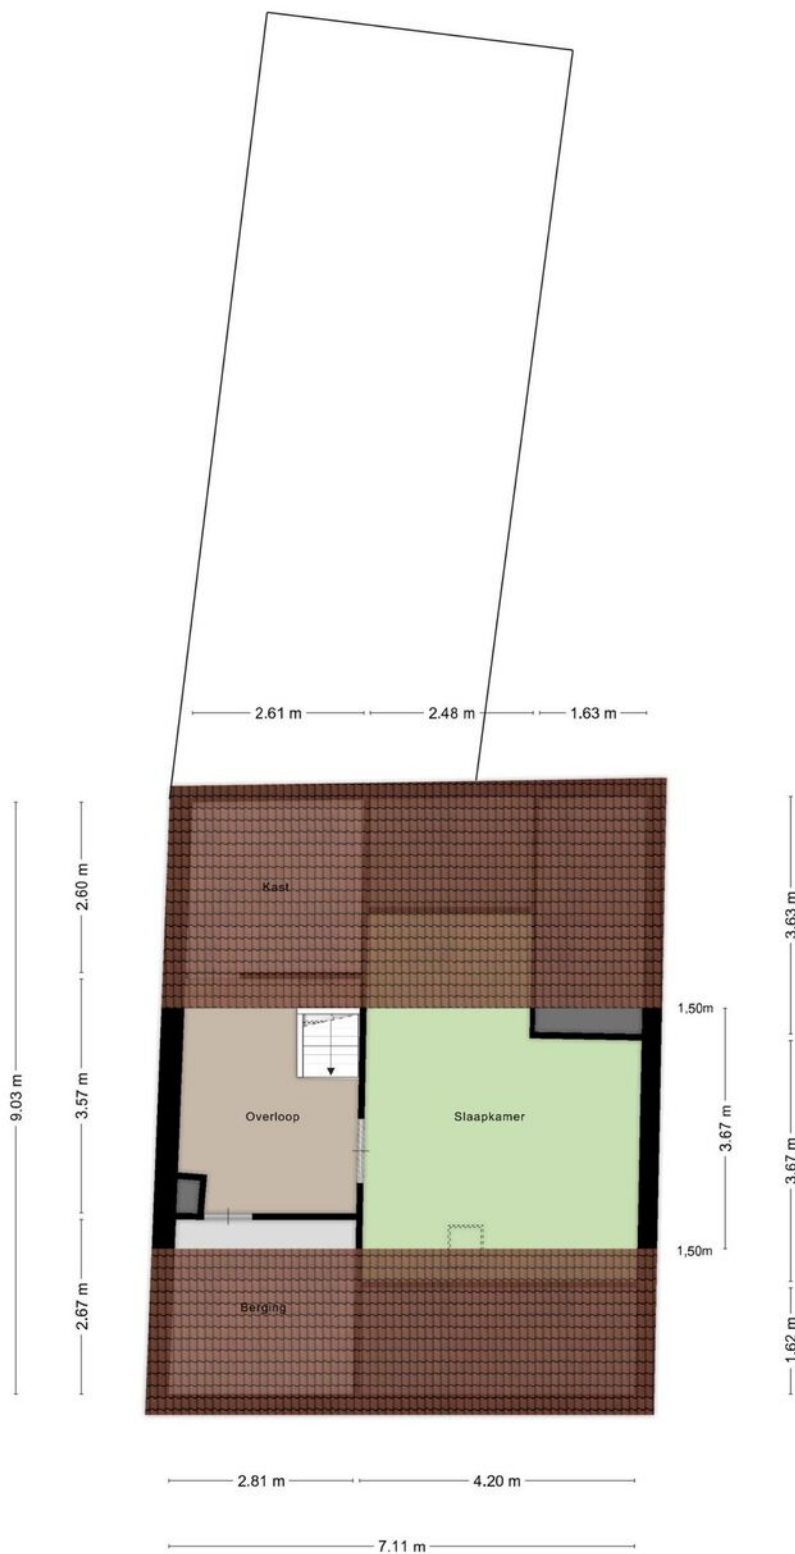 2.61 m
2.48 m
1.63 m
Kast
2.60 m
3.63 m
1,50m
9.03 m
3.57 m
Overloop
Slaapkamer
3.67 m
3.67 m
1,50m
2.67 m
Berging
1.62 m
2.81 m
4.20 m
7.11 m